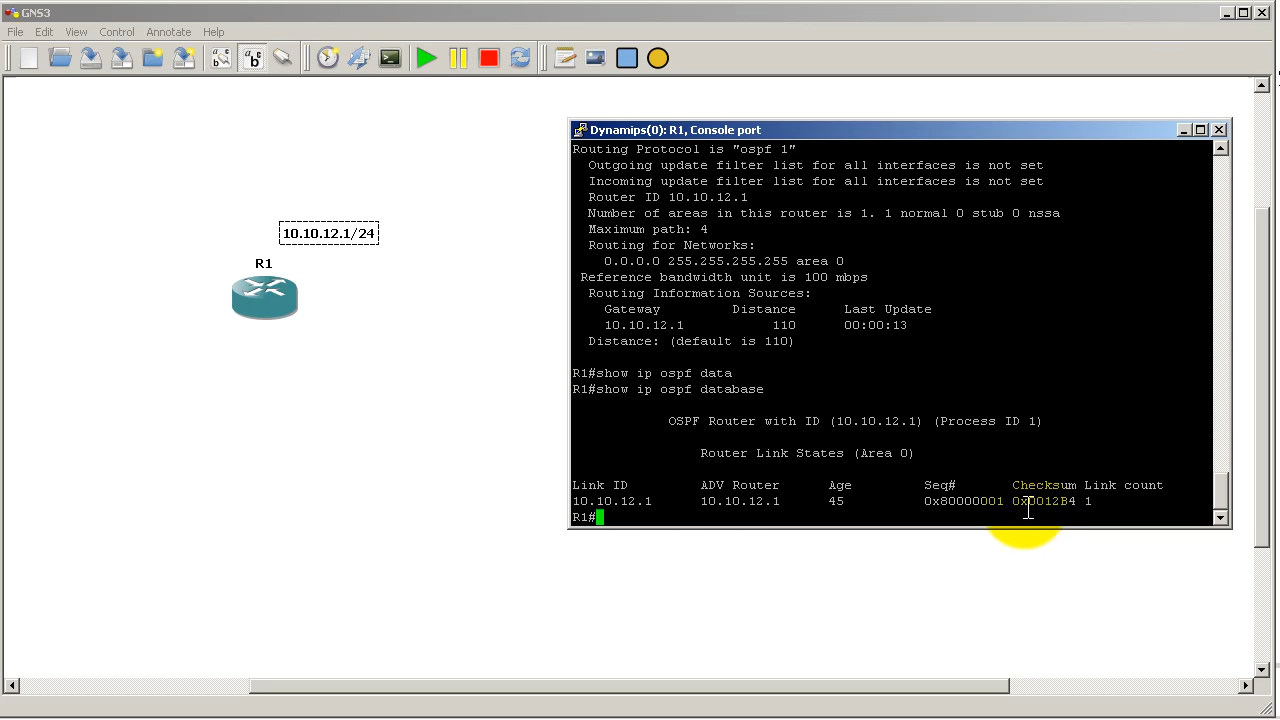 GNS3
File Edit View Control Annotate Help
10.10.12.1/24
R1
Dynamips(0): R1, Console port
Routing Protocol is "ospf 1"
Outgoing update filter list for all interfaces is not set
Incoming update filter list for all interfaces is not set
Router ID 10.10.12.1
Number of areas in this router is 1. 1 normal 0 stub 0 nssa
Maximum path: 4
Routing for Networks:
0.0.0.0 255.255.255.255 area 0
Reference bandwidth unit is 100 mbps
Routing Information Sources:
Gateway Distance Last Update
10.10.12.1 110 00:00:13
Distance: (default is 110)
R1#show ip ospf data
R1#show ip ospf database
OSPF Router with ID (10.10.12.1) (Process ID 1)
Router Link States (Area 0)
Link ID ADV Router Age Seq# Checksum Link count
10.10.12.1 10.10.12.1 45 0x80000001 0x0012B4 1
R1#